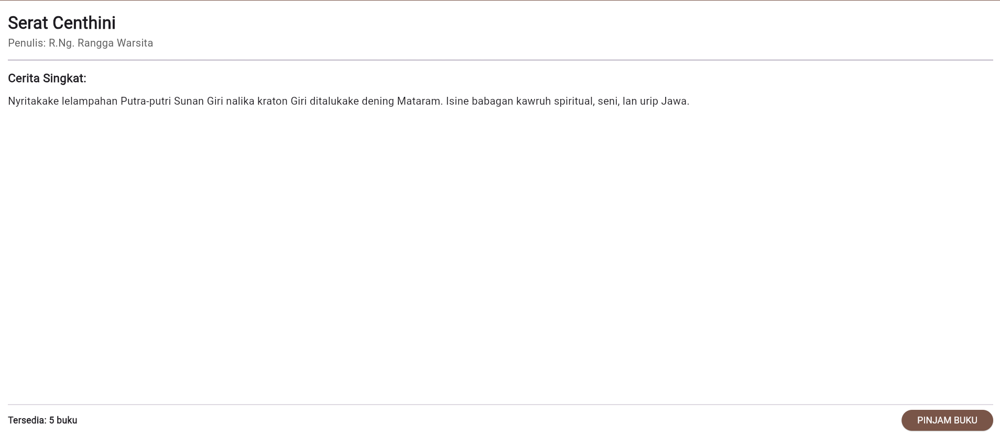 Serat Centhini
Penulis: R.Ng. Rangga Warsita
Cerita Singkat:
Nyritakake lelampahan Putra-putri Sunan Giri nalika kraton Giri ditalukake dening Mataram. Isine babagan kawruh spiritual, seni, lan urip Jawa.
Tersedia: 5 buku
PINJAM BUKU